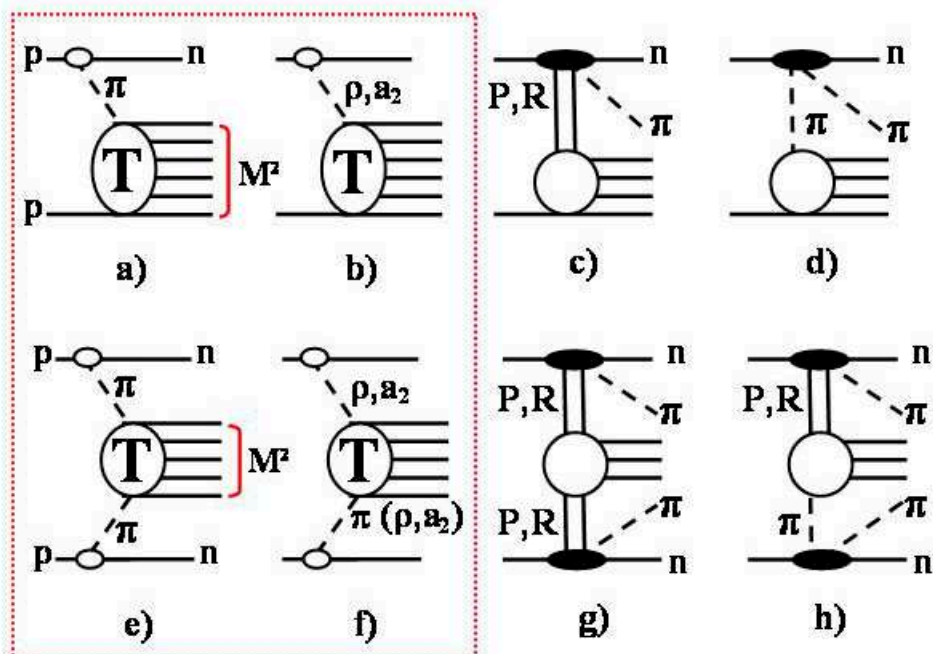 p n ρ,a₂ n n
π P,R π
T M² T π
p
a) b) c) d)
p n n n
π ρ,a₂ P,R π P,R π
T M² T
π π (ρ,a₂) P,R π π π
p n n n
e) f) g) h)